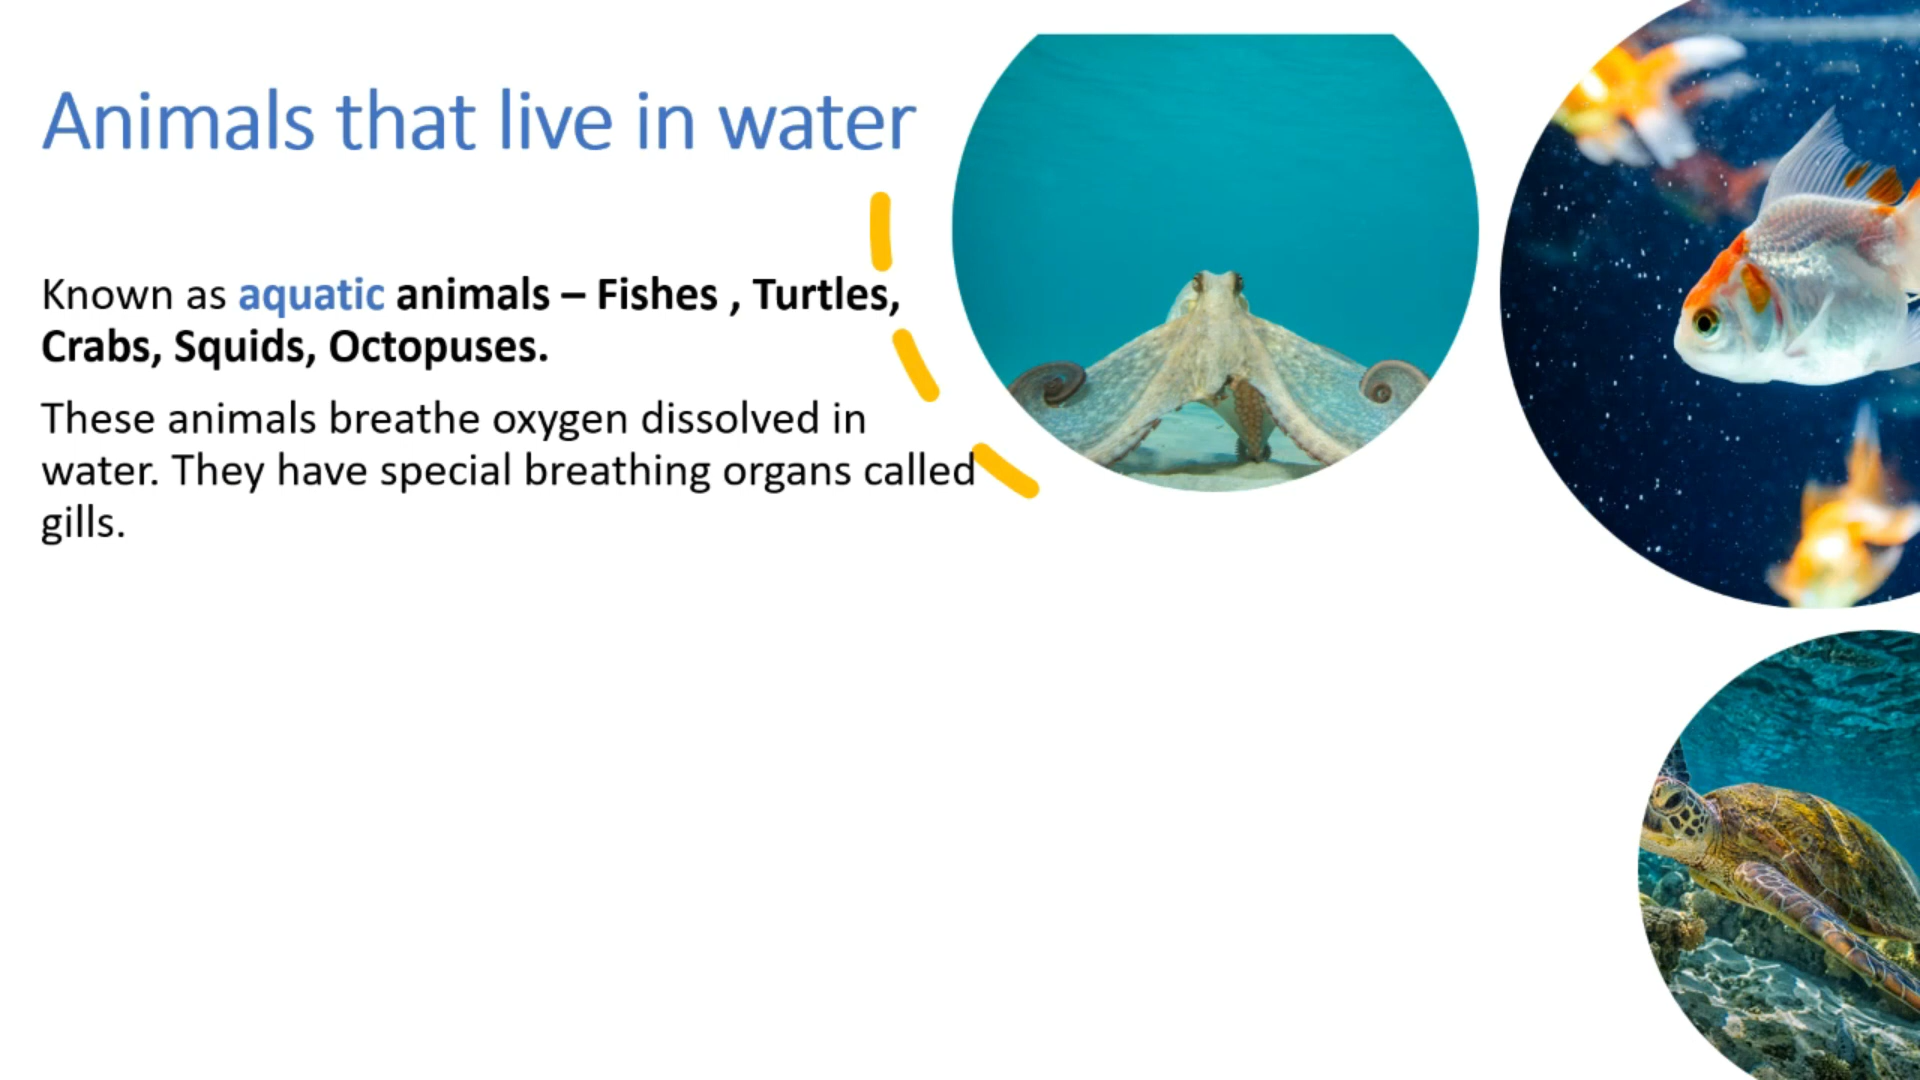 Animals that live in water
Known as aquatic animals – Fishes , Turtles,
Crabs, Squids, Octopuses.
These animals breathe oxygen dissolved in
water. They have special breathing organs called
gills.